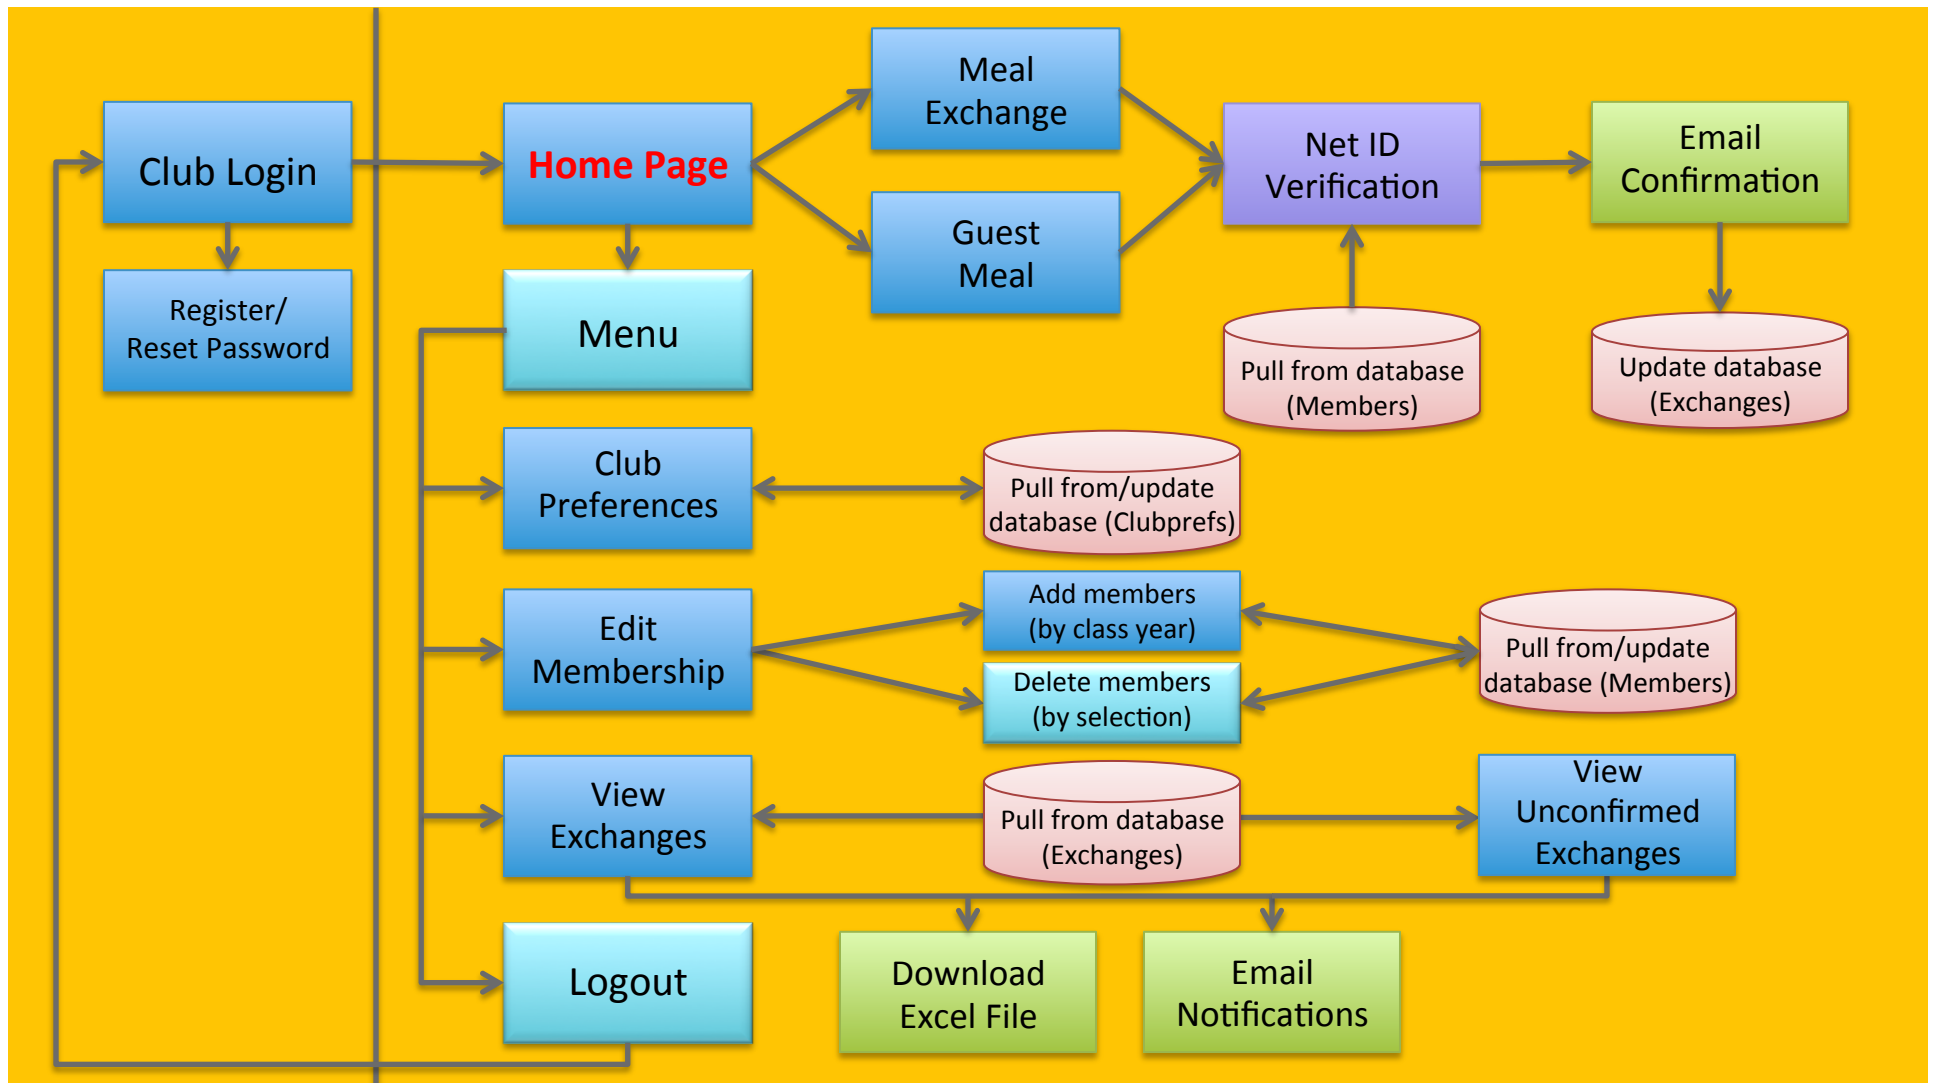 Club Login
Register/
Reset Password
Home Page
Menu
Meal
Exchange
Guest
Meal
Net ID
Verification
Email
Confirmation
Pull from database
(Members)
Update database
(Exchanges)
Club
Preferences
Pull from/update
database (Clubprefs)
Edit
Membership
Add members
(by class year)
Delete members
(by selection)
Pull from/update
database (Members)
View
Exchanges
Pull from database
(Exchanges)
View
Unconfirmed
Exchanges
Logout
Download
Excel File
Email
Notifications